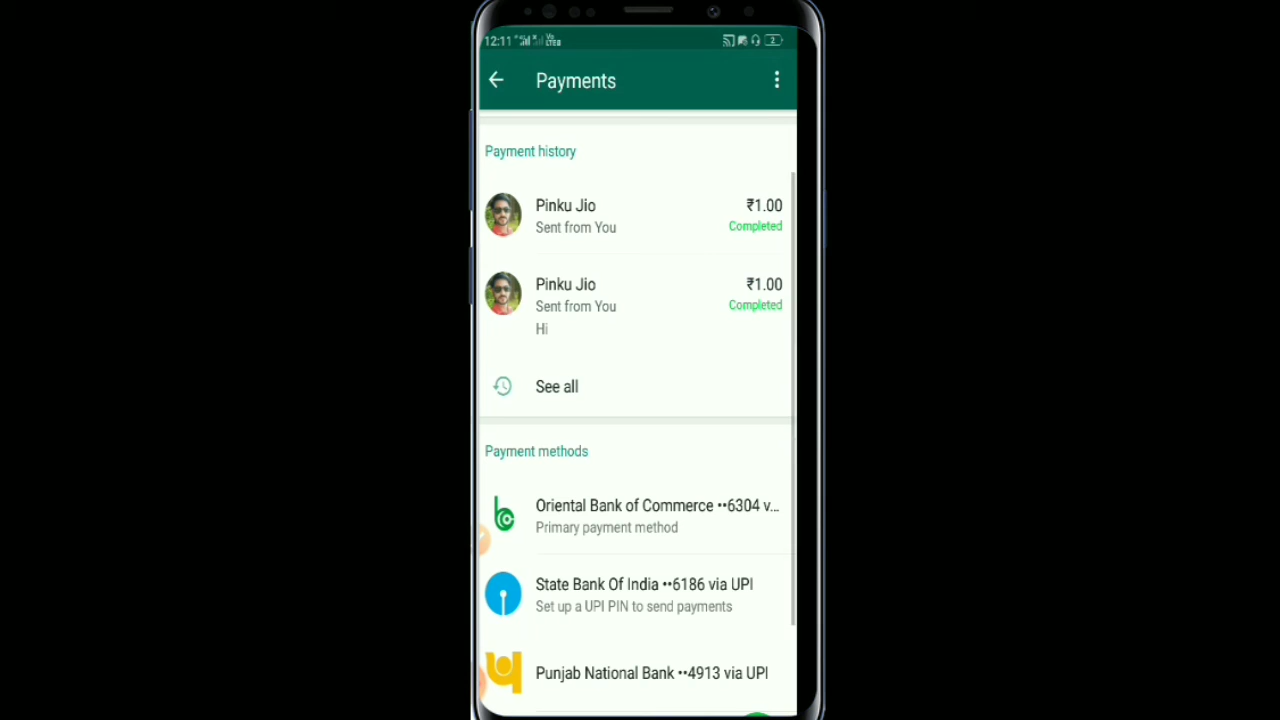 12:11
Payments
Payment history
Pinku Jio ₹1.00
Sent from You Completed
Pinku Jio ₹1.00
Sent from You Completed
Hi
See all
Payment methods
Oriental Bank of Commerce ••6304 v...
Primary payment method
State Bank Of India ••6186 via UPI
Set up a UPI PIN to send payments
Punjab National Bank ••4913 via UPI